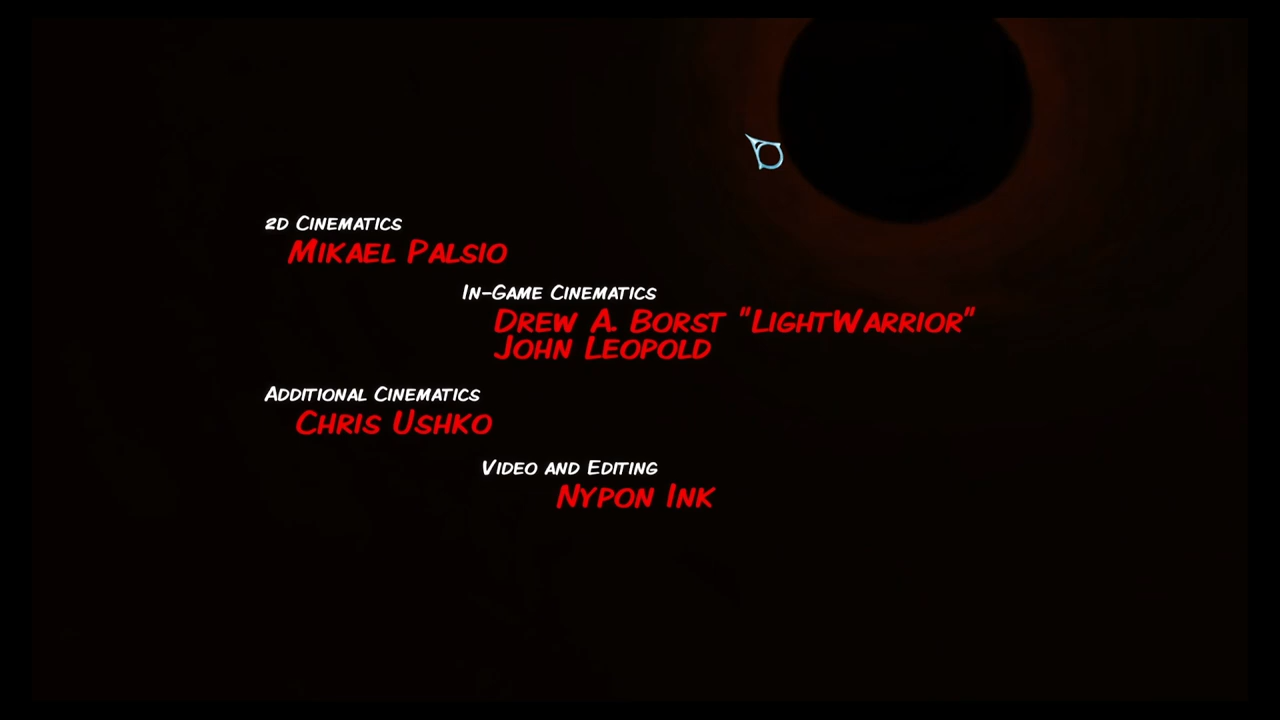 2D Cinematics
Mikael Palsio
In-Game Cinematics
Drew A. Borst "LightWarrior"
John Leopold
Additional Cinematics
Chris Ushko
Video and Editing
Nypon Ink